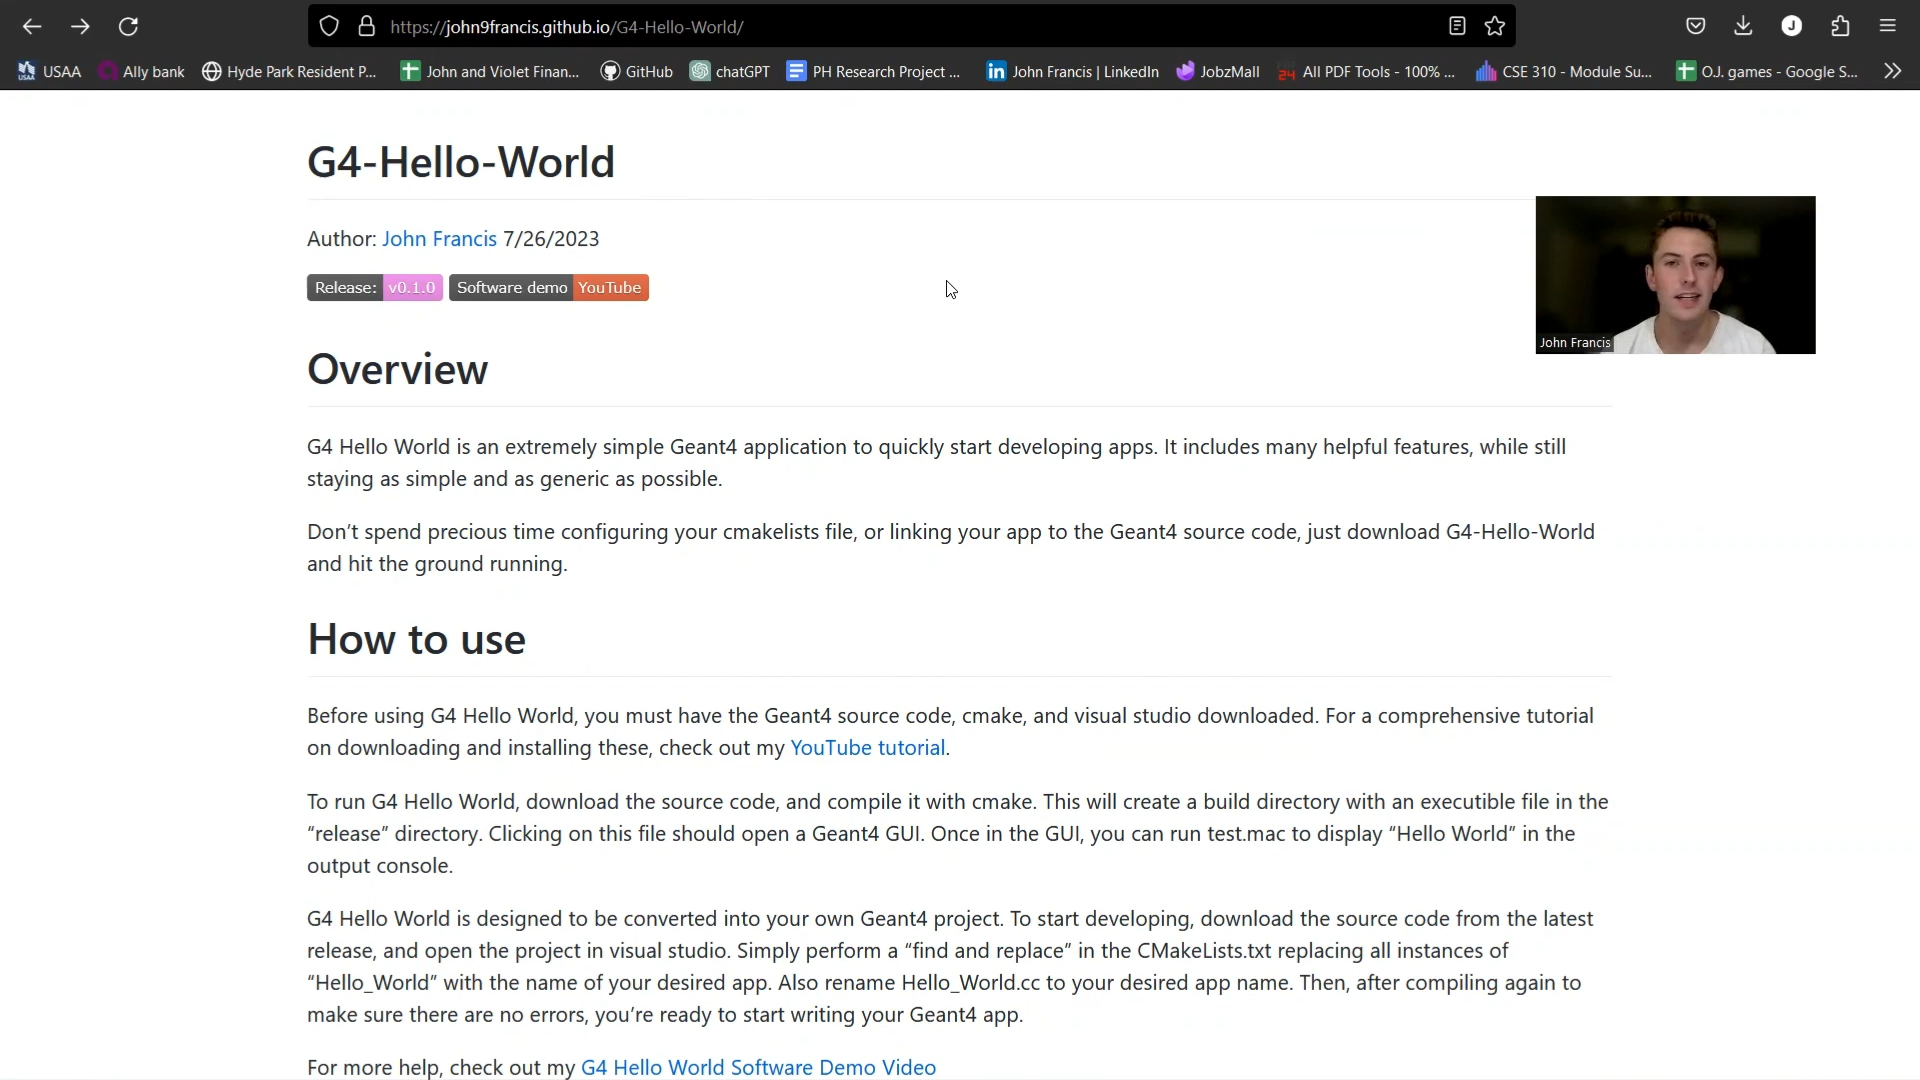 https://john9francis.github.io/G4-Hello-World/
J
USAA
Ally bank
Hyde Park Resident P...
John and Violet Finan...
GitHub
chatGPT
PH Research Project ...
John Francis | LinkedIn
JobzMall
All PDF Tools - 100% ...
CSE 310 - Module Su...
O.J. games - Google S...
G4-Hello-World
Author: John Francis 7/26/2023
Release: v0.1.0 Software demo YouTube
John Francis
Overview
G4 Hello World is an extremely simple Geant4 application to quickly start developing apps. It includes many helpful features, while still
staying as simple and as generic as possible.
Don’t spend precious time configuring your cmakelists file, or linking your app to the Geant4 source code, just download G4-Hello-World
and hit the ground running.
How to use
Before using G4 Hello World, you must have the Geant4 source code, cmake, and visual studio downloaded. For a comprehensive tutorial
on downloading and installing these, check out my YouTube tutorial.
To run G4 Hello World, download the source code, and compile it with cmake. This will create a build directory with an executible file in the
“release” directory. Clicking on this file should open a Geant4 GUI. Once in the GUI, you can run test.mac to display “Hello World” in the
output console.
G4 Hello World is designed to be converted into your own Geant4 project. To start developing, download the source code from the latest
release, and open the project in visual studio. Simply perform a “find and replace” in the CMakeLists.txt replacing all instances of
“Hello_World” with the name of your desired app. Also rename Hello_World.cc to your desired app name. Then, after compiling again to
make sure there are no errors, you’re ready to start writing your Geant4 app.
For more help, check out my G4 Hello World Software Demo Video